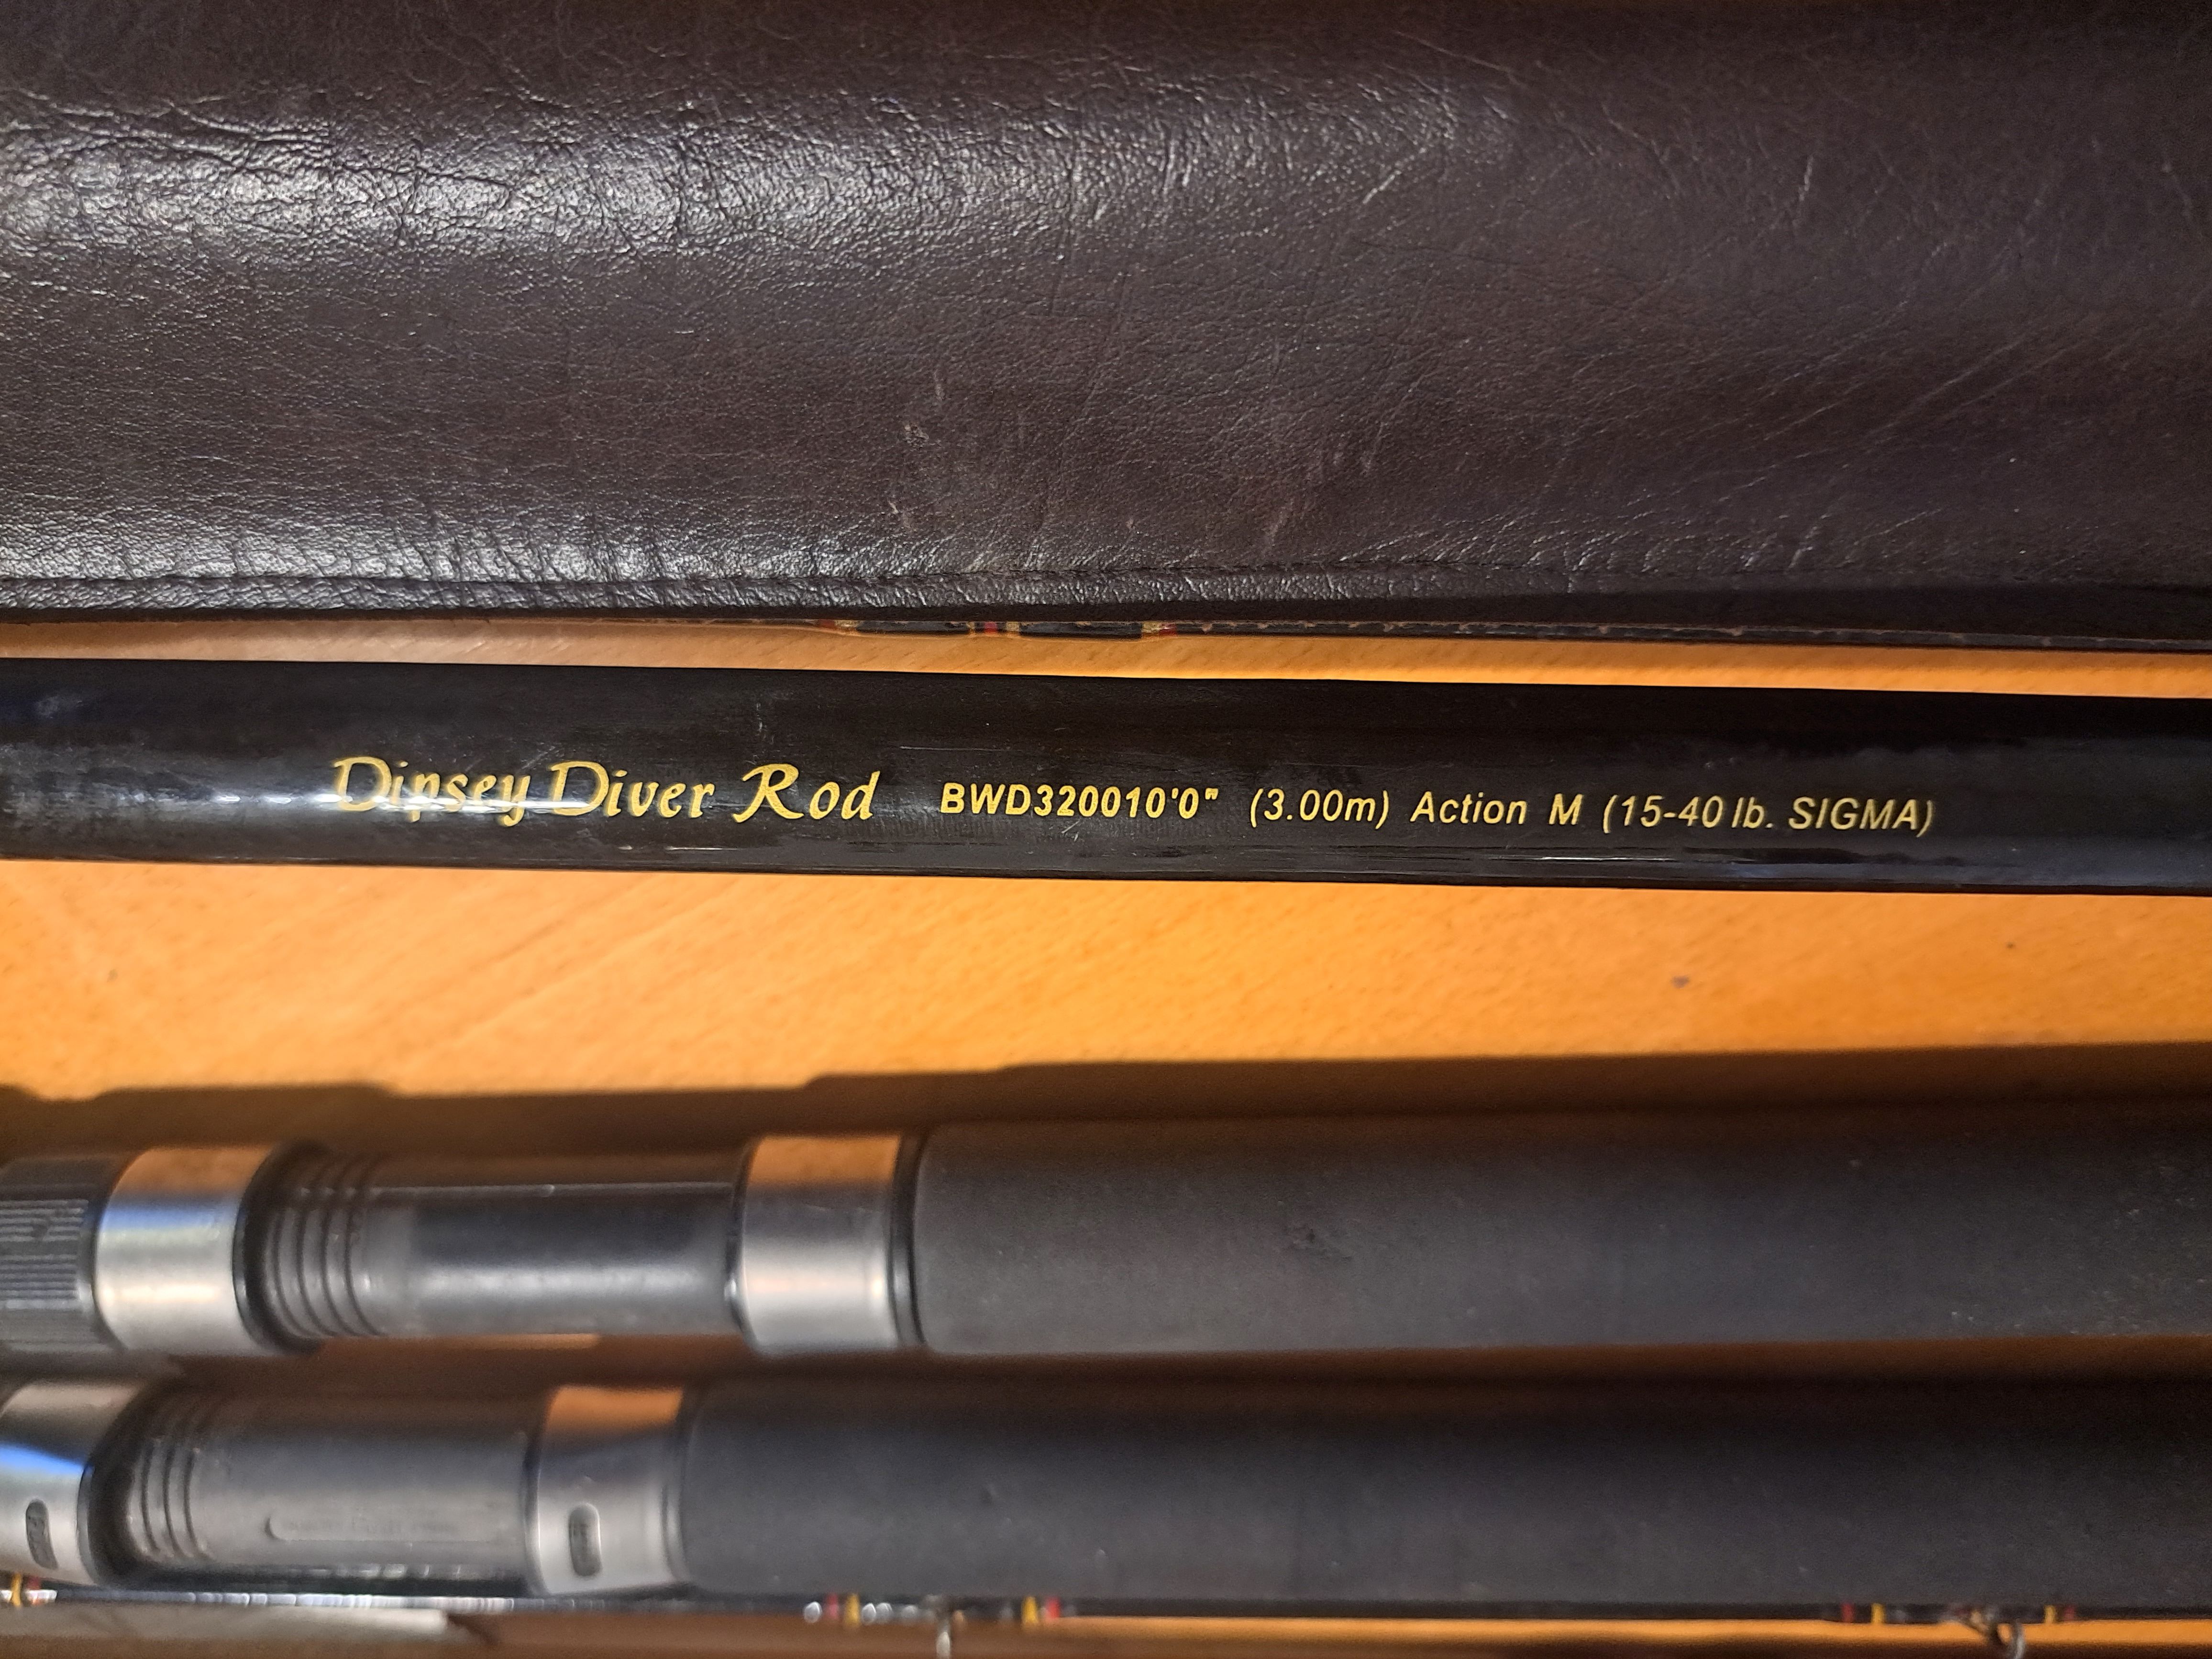 Dipsey Diver Rod BWD320010'0" (3.00m) Action M (15-40 lb. SIGMA)